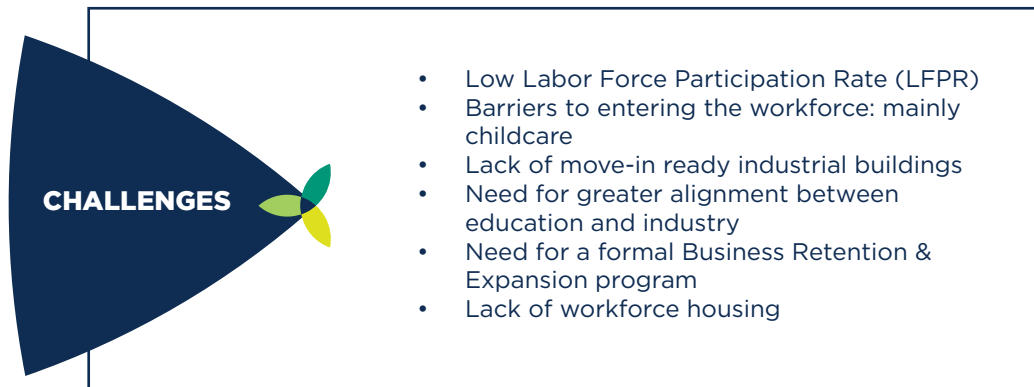 CHALLENGES
• Low Labor Force Participation Rate (LFPR)
• Barriers to entering the workforce: mainly
childcare
• Lack of move-in ready industrial buildings
• Need for greater alignment between
education and industry
• Need for a formal Business Retention &
Expansion program
• Lack of workforce housing